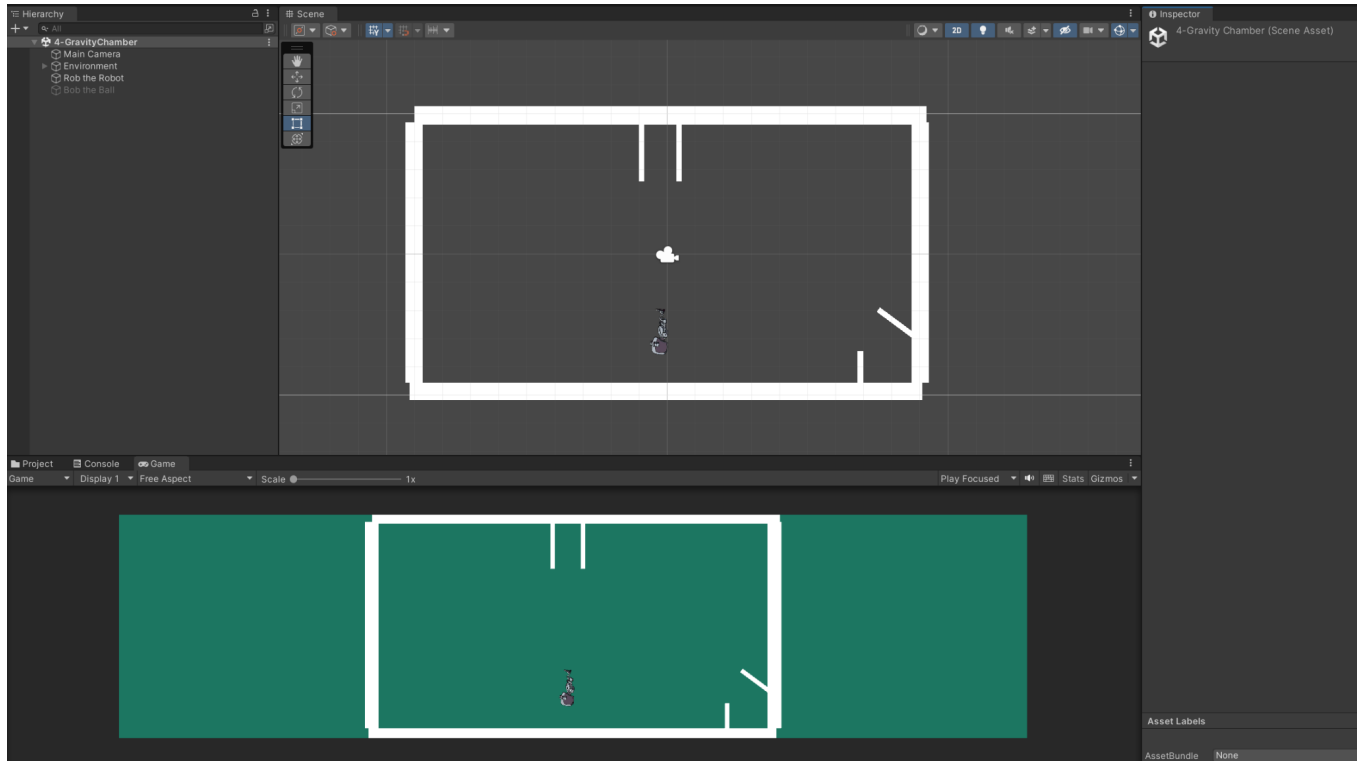 Hierarchy
Scene
Inspector
All
2D
4-Gravity Chamber (Scene Asset)
4-GravityChamber
Main Camera
Environment
Rob the Robot
Bob the Ball
Project Console Game
Game Display 1 Free Aspect Scale 1x Play Focused Stats Gizmos
Asset Labels
AssetBundle None